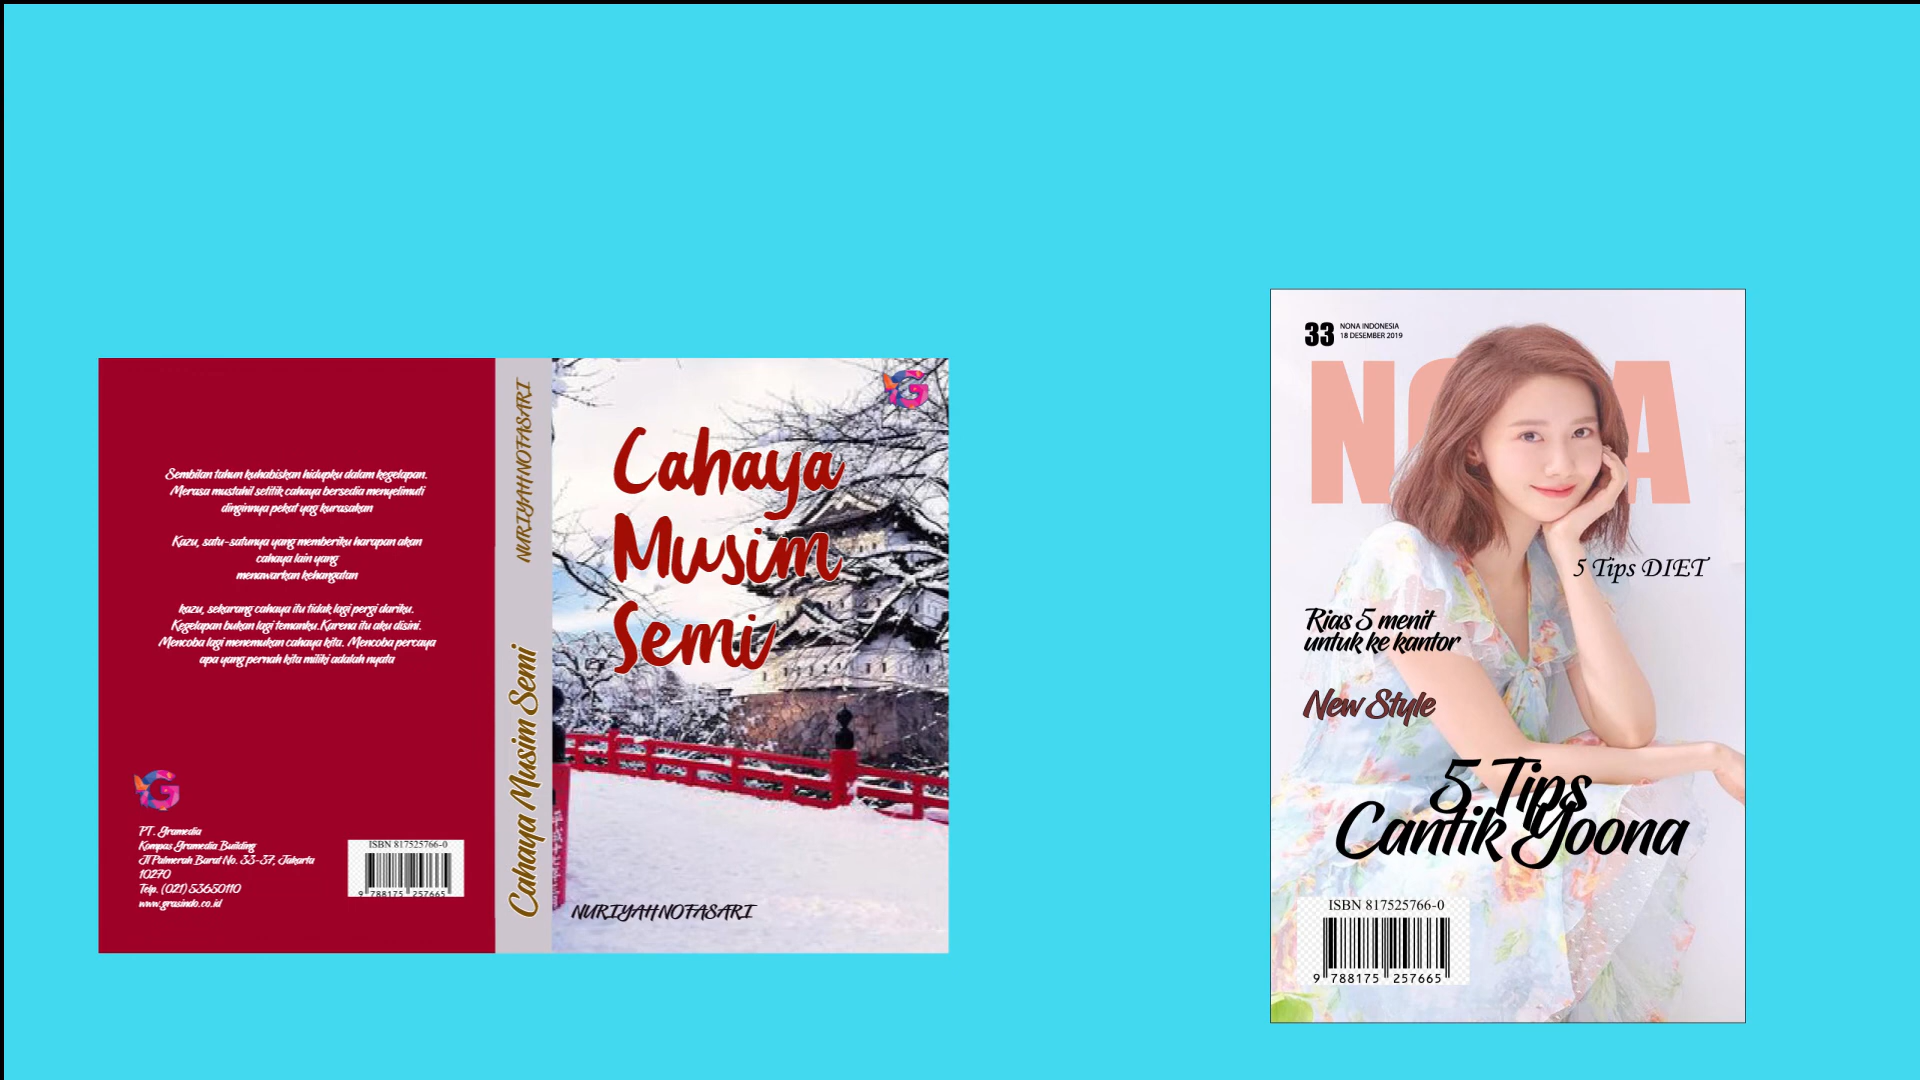 Sembilan tahun kuhabiskan hidupku dalam kegelapan.
Merasa mustahil setitik cahaya bersedia menyelimuti
dinginnya pekat yag kurasakan
Kazu, satu-satunya yang memberiku harapan akan
cahaya lain yang
menawarkan kehangatan
kazu, sekarang cahaya itu tidak lagi pergi dariku.
Kegelapan bukan lagi temanku.Karena itu aku disini.
Mencoba lagi menemukan cahaya kita. Mencoba percaya
apa yang pernah kita miliki adalah nyata
G
PT. Gramedia
Kompas Gramedia Building
Jl Palmerah Barat No. 33-37, Jakarta
10270
Telp. (021) 53650110
www.grasindo.co.id
ISBN 817525766-0
9 788175 257665
NURIYAH NOFASARI
Cahaya Musim Semi
G
Cahaya
Musim
Semi
NURIYAH NOFASARI
33 NONA INDONESIA
18 DESEMBER 2019
NONA
5 Tips DIET
Rias 5 menit
untuk ke kantor
New Style
5 Tips
Cantik Yoona
ISBN 817525766-0
9 788175 257665